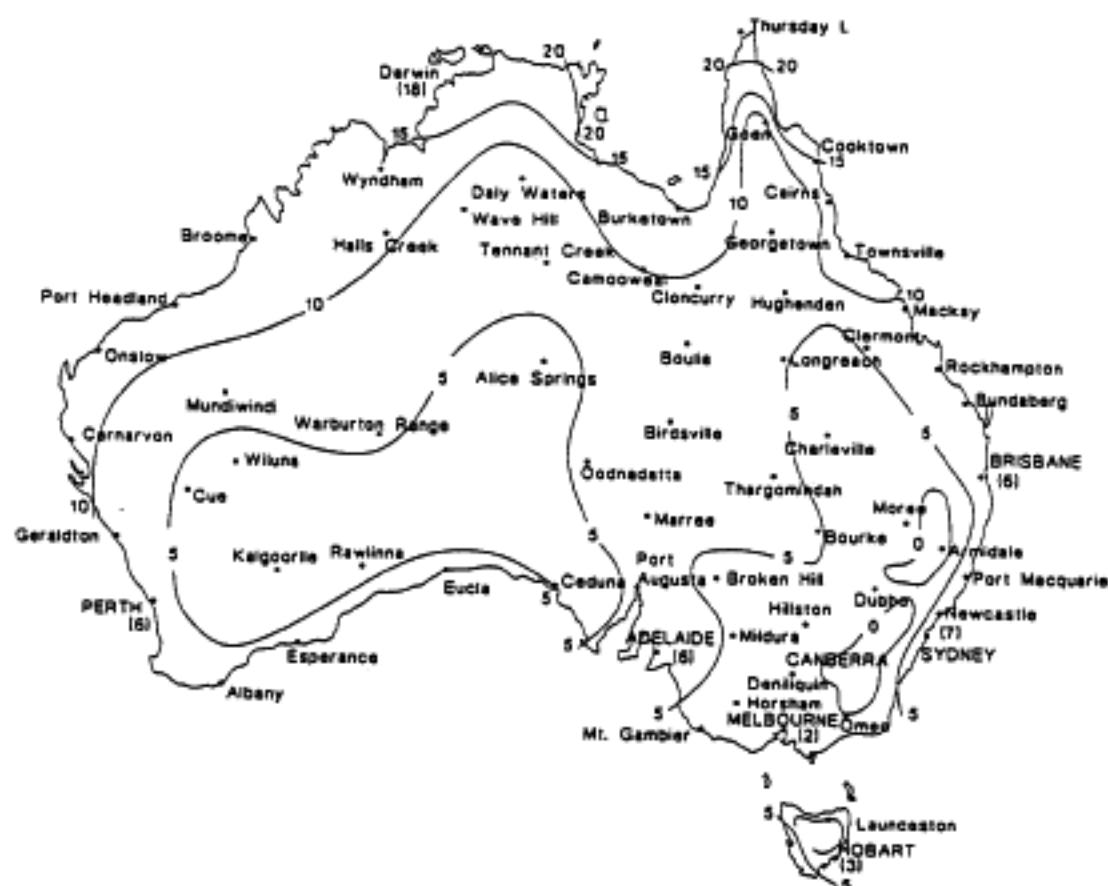 Thursday I.
20
20 20
Darwin
(18)
20
15
15
15
15
Coen
Cooktown
Wyndham
Daly Waters
Wave Hill
Burketown
10
Cairns
Broome
Halls Creek
Tennant Creek
Georgetown
Townsville
Camooweal
Cloncurry
Hughenden
10
Mackay
Port Headland
10
Onslow
5
Alice Springs
Boulia
Longreach
Clermont
Rockhampton
Mundiwindi
Warburton Range
Birdsville
5
Charleville
5
Bundaberg
Carnarvon
Wiluna
Cue
Oodnadatta
Thargomindah
BRISBANE
(6)
10
Geraldton
5
Marree
5
Moree
0
Bourke
Armidale
Kalgoorlie
Rawlinna
Eucla
Ceduna
5
Port
Augusta
5
Broken Hill
Port Macquarie
PERTH
(6)
Dubbo
Hillston
0
Newcastle
(7)
SYDNEY
Esperance
5
ADELAIDE
(6)
Mildura
CANBERRA
Albany
Deniliquin
Horsham
5
5
Mt. Gambier
MELBOURNE
(2)
Omeo
5
Launceston
HOBART
(3)
5